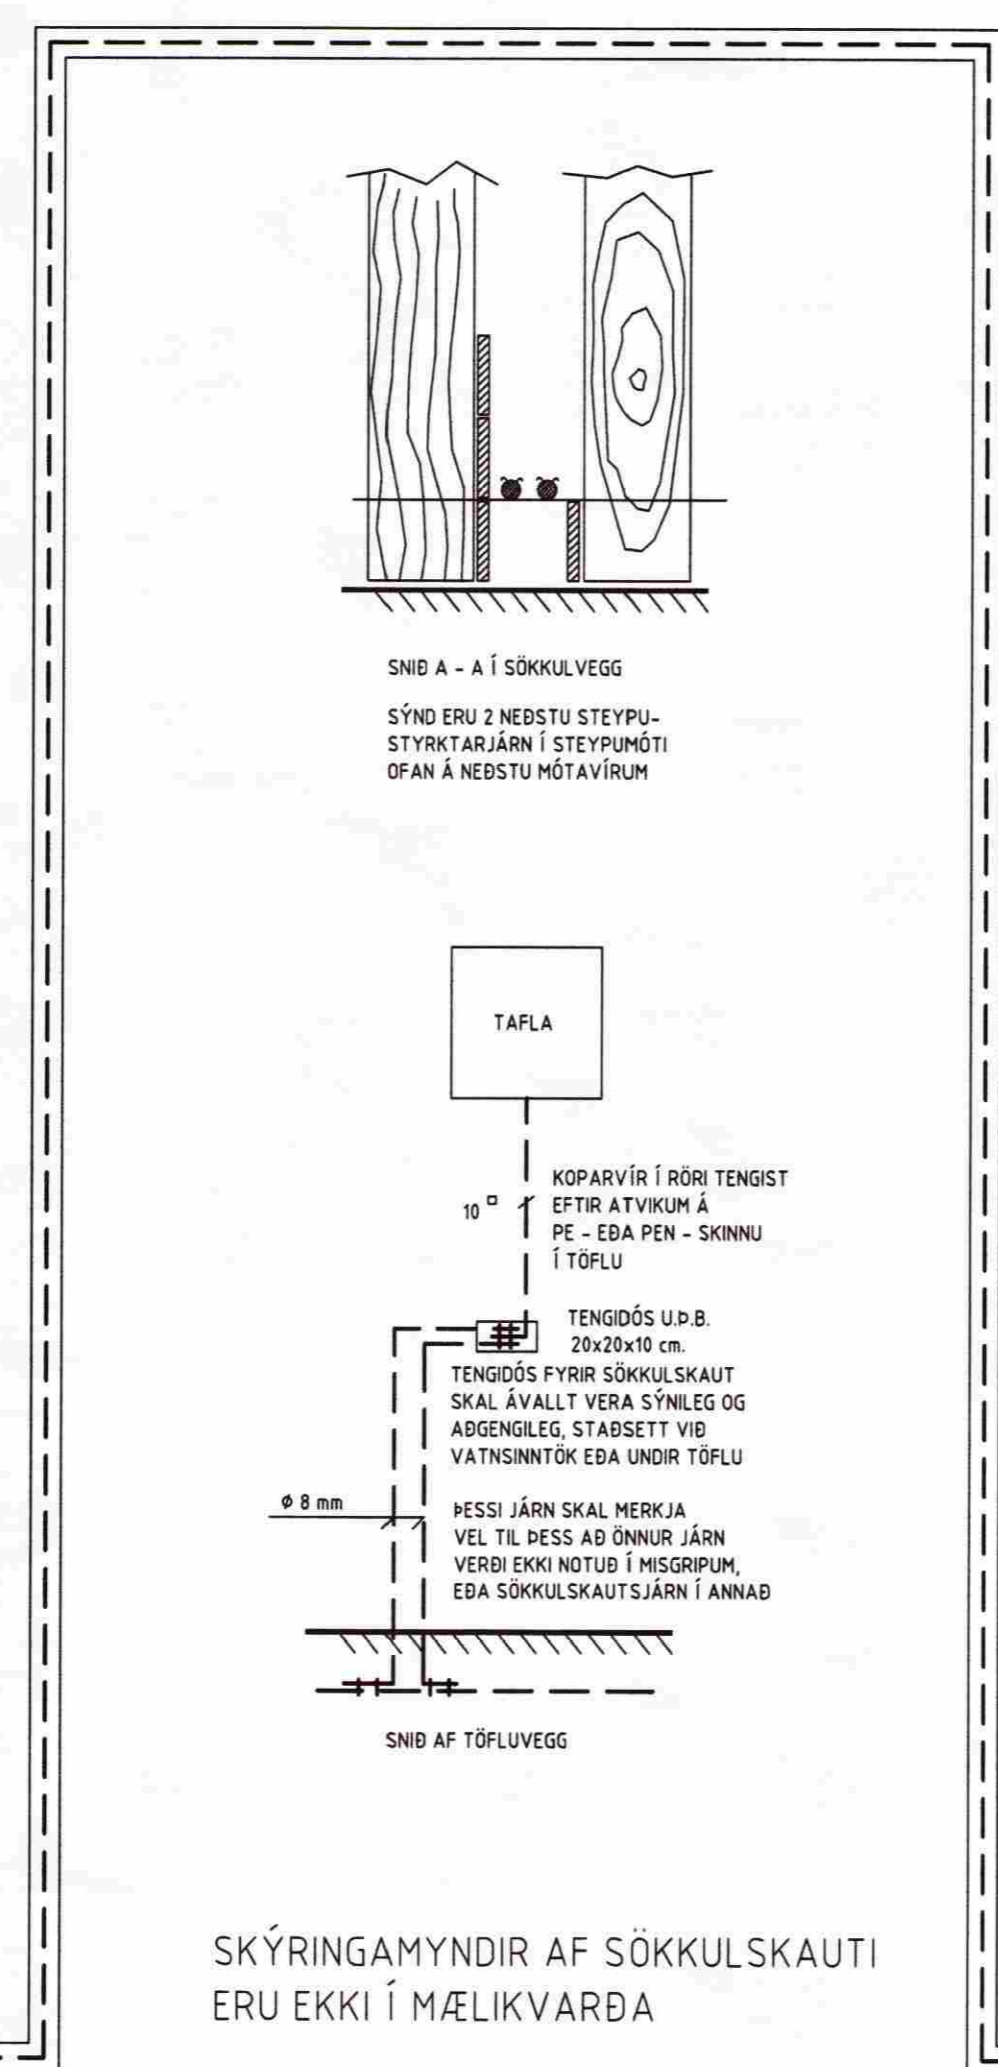 SNIÐ A - A Í SÖKKULVEGG
SÝND ERU 2 NEÐSTU STEYPU-
STYRKTARJÁRN Í STEYPUMÓTI
OFAN Á NEÐSTU MÓTAVÍRUM
TAFLA
10 □
KOPARVÍR Í RÖRI TENGIST
EFTIR ATVIKUM Á
PE - EÐA PEN - SKINNU
Í TÖFLU
TENGIDÓS U.Þ.B.
20x20x10 cm.
TENGIDÓS FYRIR SÖKKULSKAUT
SKAL ÁVALLT VERA SÝNILEG OG
AÐGENGILEG, STAÐSETT VIÐ
VATNSINNTÖK EÐA UNDIR TÖFLU
ø 8 mm
ÞESSI JÁRN SKAL MERKJA
VEL TIL ÞESS AÐ ÖNNUR JÁRN
VERÐI EKKI NOTUÐ Í MISGRIPUM,
EÐA SÖKKULSKAUTSJÁRN Í ANNAÐ
SNIÐ AF TÖFLUVEGG
SKÝRINGAMYNDIR AF SÖKKULSKAUTI
ERU EKKI Í MÆLIKVARÐA